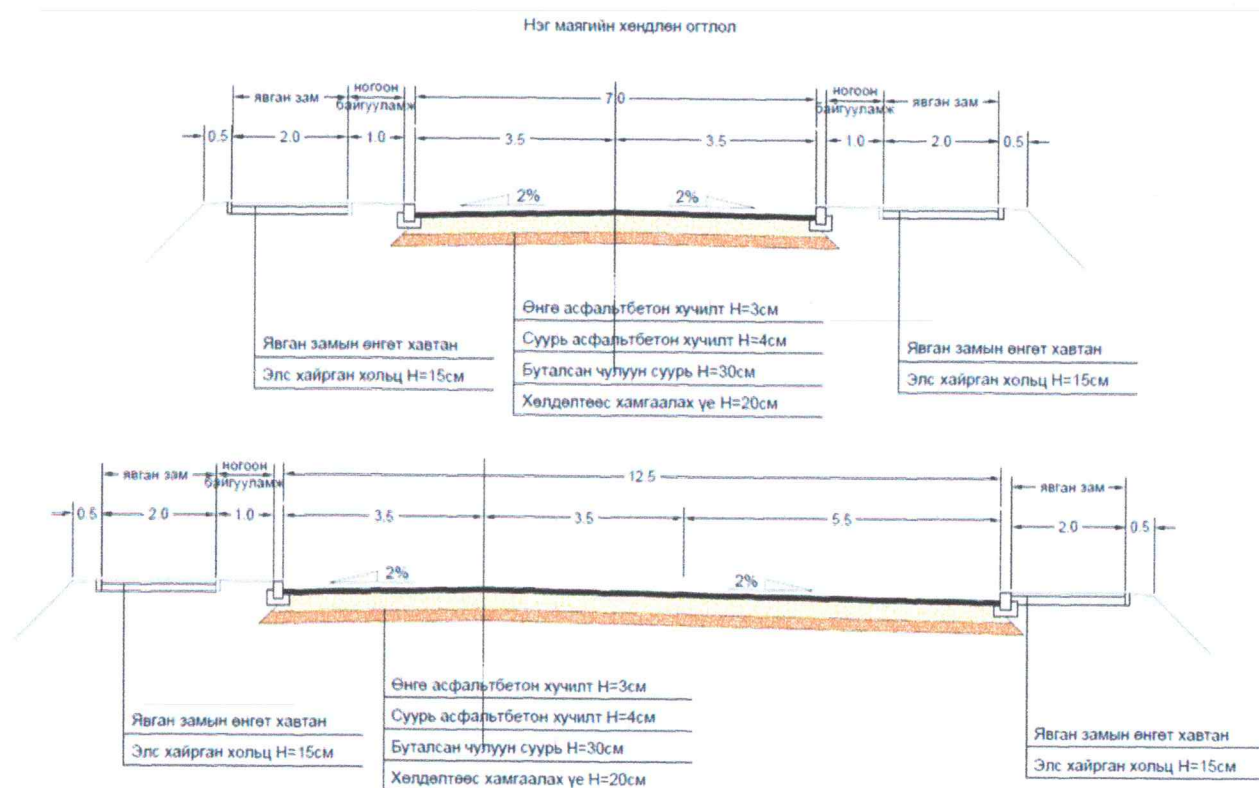 Нэг маягийн хөндлөн огтлол
явган зам
ногоон
байгууламж
7.0
ногоон
байгууламж
явган зам
0.5
2.0
1.0
3.5
3.5
1.0
2.0
0.5
2%
2%
Өнгө асфальтбетон хучилт H=3см
Суурь асфальтбетон хучилт H=4см
Буталсан чулуун суурь H=30см
Хөлдөлтөөс хамгаалах үе H=20см
Явган замын өнгөт хавтан
Элс хайрган хольц H=15см
Явган замын өнгөт хавтан
Элс хайрган хольц H=15см
явган зам
ногоон
байгууламж
12.5
явган зам
0.5
2.0
1.0
3.5
3.5
5.5
2.0
0.5
2%
2%
Өнгө асфальтбетон хучилт H=3см
Суурь асфальтбетон хучилт H=4см
Буталсан чулуун суурь H=30см
Хөлдөлтөөс хамгаалах үе H=20см
Явган замын өнгөт хавтан
Элс хайрган хольц H=15см
Явган замын өнгөт хавтан
Элс хайрган хольц H=15см